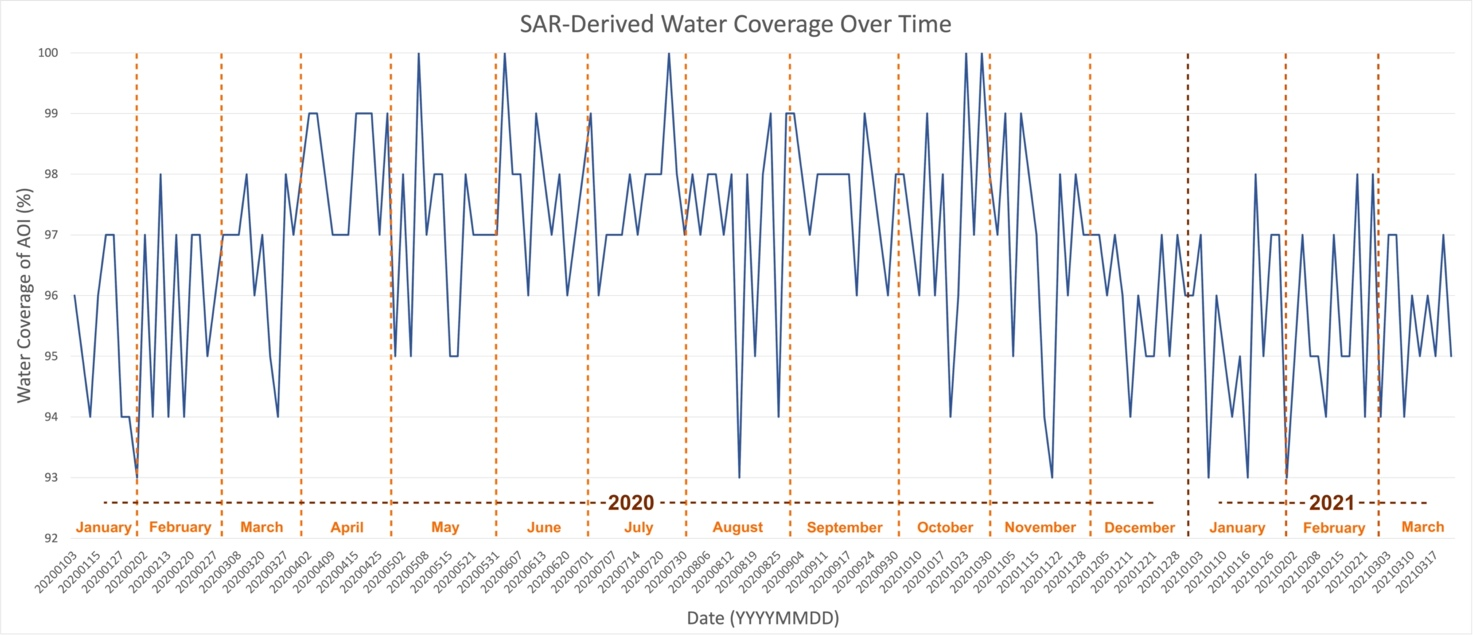 SAR-Derived Water Coverage Over Time
Water Coverage of AOI (%)
100
99
98
97
96
95
94
93
92
2020 2021
January February March April May June July August September October November December January February March
20200103 20200115 20200127 20200202 20200213 20200220 20200227 20200308 20200320 20200327 20200402 20200409 20200415 20200425 20200502 20200508 20200515 20200521 20200531 20200607 20200613 20200620 20200701 20200707 20200714 20200720 20200730 20200806 20200812 20200819 20200825 20200904 20200911 20200917 20200924 20200930 20201010 20201017 20201023 20201030 20201105 20201115 20201122 20201128 20201205 20201211 20201221 20201228 20210103 20210110 20210116 20210126 20210202 20210208 20210215 20210221 20210303 20210310 20210317
Date (YYYYMMDD)